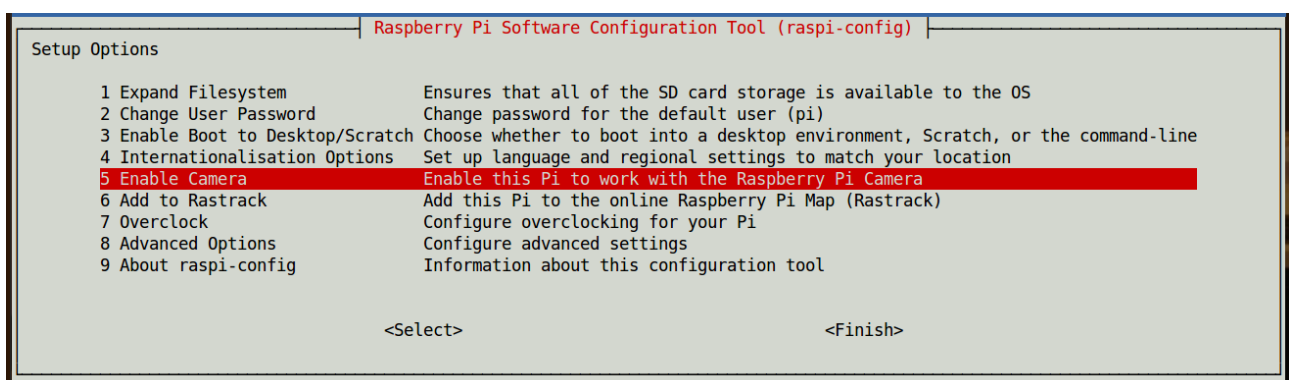 Raspberry Pi Software Configuration Tool (raspi-config)
Setup Options
1 Expand Filesystem Ensures that all of the SD card storage is available to the OS
2 Change User Password Change password for the default user (pi)
3 Enable Boot to Desktop/Scratch Choose whether to boot into a desktop environment, Scratch, or the command-line
4 Internationalisation Options Set up language and regional settings to match your location
5 Enable Camera Enable this Pi to work with the Raspberry Pi Camera
6 Add to Rastrack Add this Pi to the online Raspberry Pi Map (Rastrack)
7 Overclock Configure overclocking for your Pi
8 Advanced Options Configure advanced settings
9 About raspi-config Information about this configuration tool
<Select> <Finish>